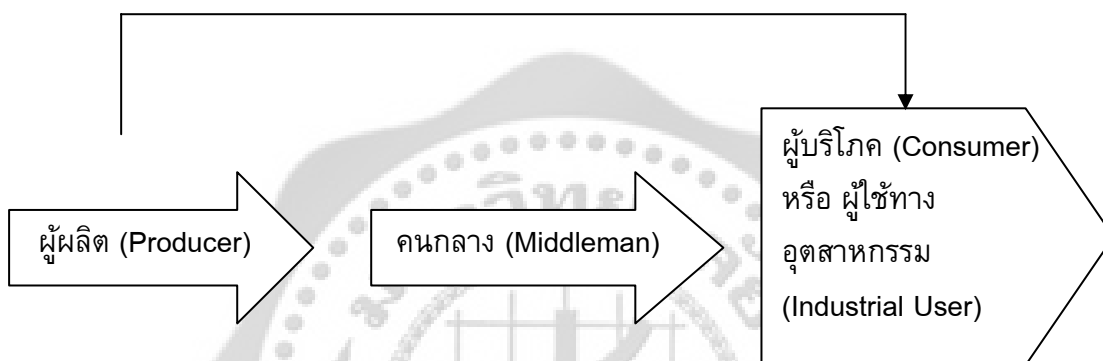 ผู้ผลิต (Producer)
คนกลาง (Middleman)
ผู้บริโภค (Consumer)
หรือ ผู้ใช้ทาง
อุตสาหกรรม
(Industrial User)